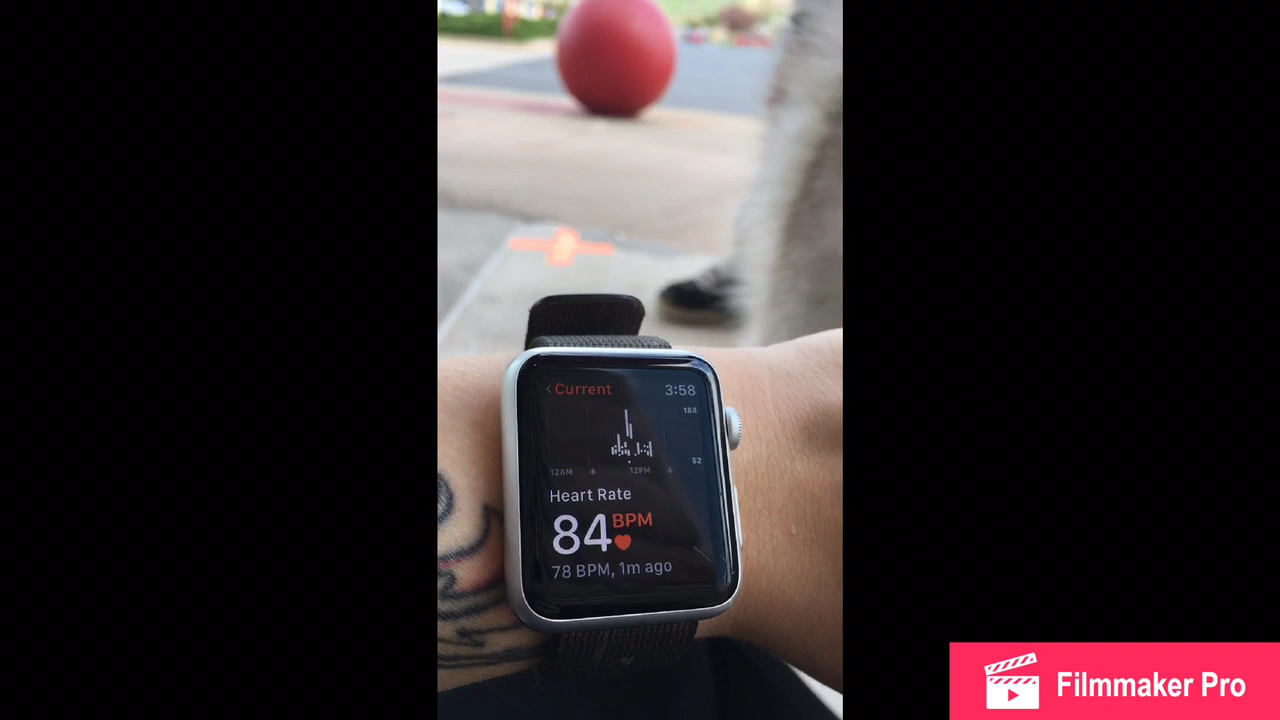 <Current 3:58
184
52
12AM 6 12PM 6
Heart Rate
84 BPM
78 BPM, 1m ago
Filmmaker Pro